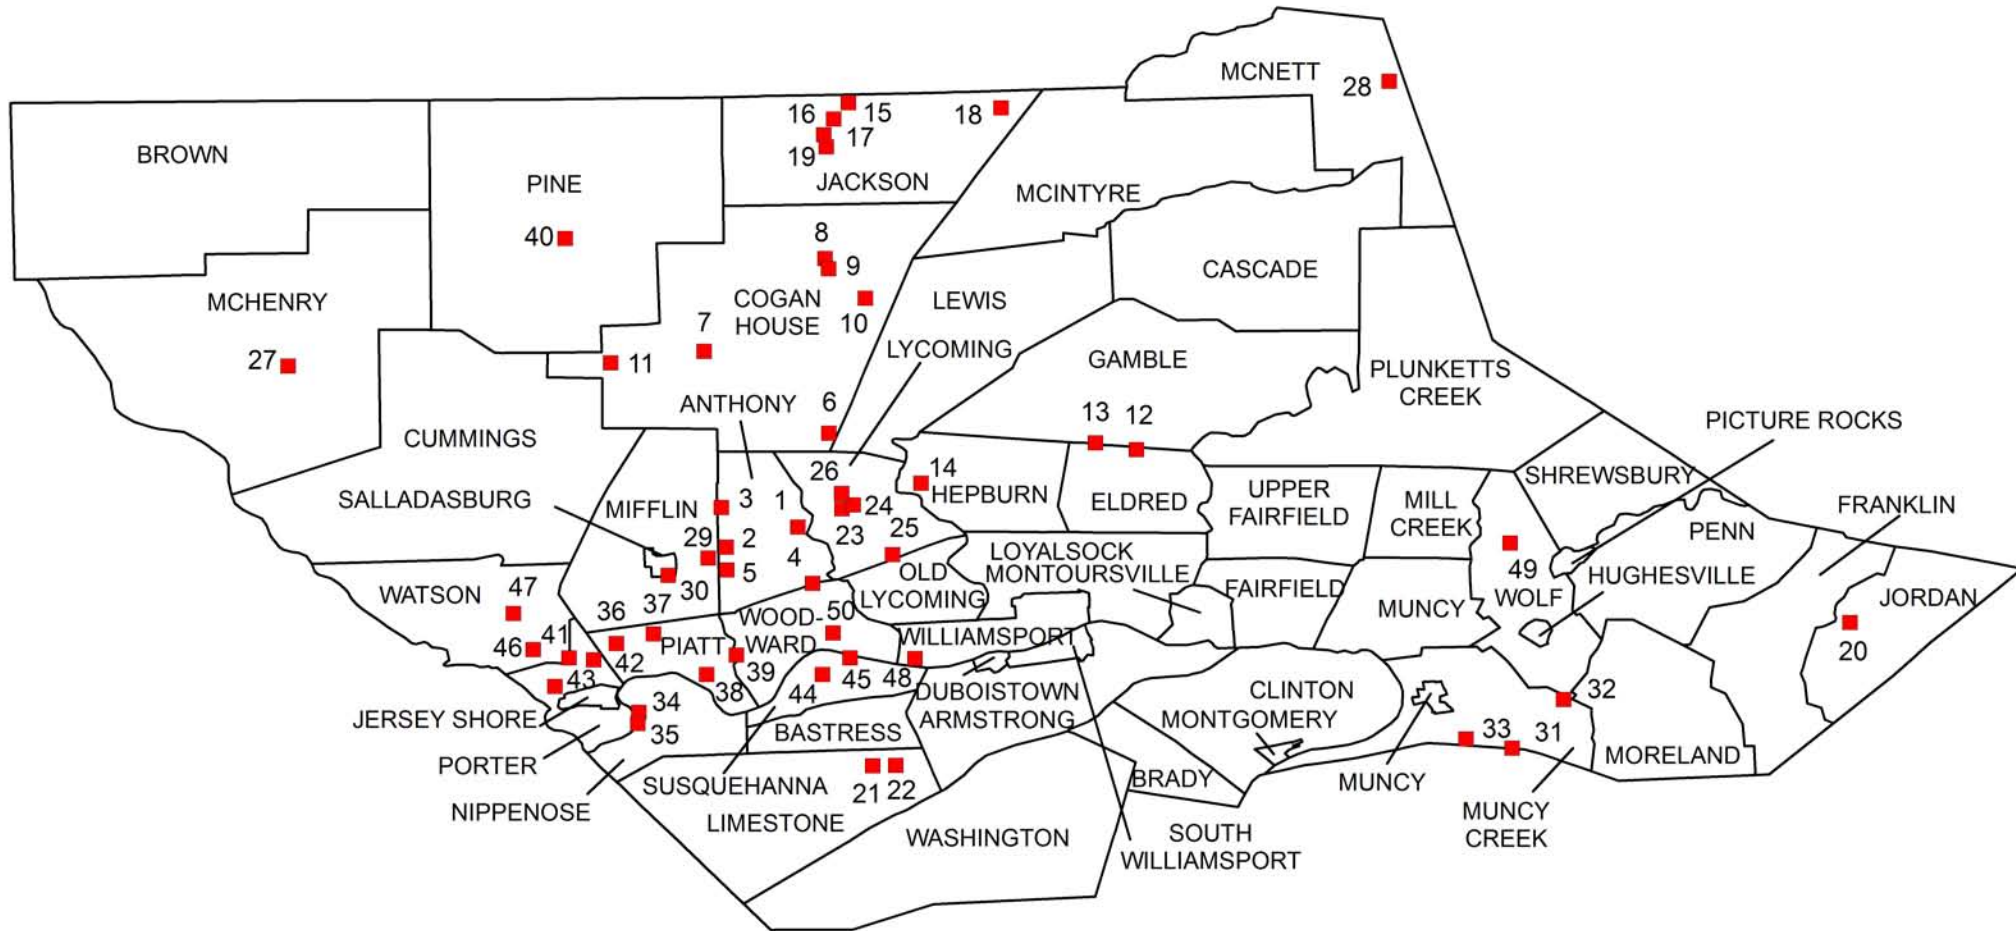 MCNETT
28
16
15
18
17
19
BROWN
PINE
JACKSON
MCINTYRE
40
8
9
CASCADE
MCHENRY
COGAN
HOUSE
LEWIS
10
7
LYCOMING
GAMBLE
27
11
PLUNKETTS
CREEK
ANTHONY
6
13
12
PICTURE ROCKS
CUMMINGS
26
14
SHREWSBURY
HEPBURN
SALLADASBURG
MIFFLIN
3
1
24
ELDRED
UPPER
FAIRFIELD
MILL
CREEK
FRANKLIN
PENN
29
2
23
25
4
5
LOYALSOCK
MONTOURSVILLE
OLD
LYCOMING
49
WOLF
HUGHESVILLE
FAIRFIELD
MUNCY
JORDAN
20
WATSON
47
30
36
37
46
41
PIATT
WOOD-
WARD
50
WILLIAMSPORT
42
43
38
39
44
45
48
34
35
JERSEY SHORE
PORTER
NIPPENOSE
BASTRESS
DUBOISTOWN
ARMSTRONG
CLINTON
MONTGOMERY
32
33
31
MORELAND
SUSQUEHANNA
21
22
LIMESTONE
WASHINGTON
BRADY
MUNCY
MUNCY
CREEK
SOUTH
WILLIAMSPORT